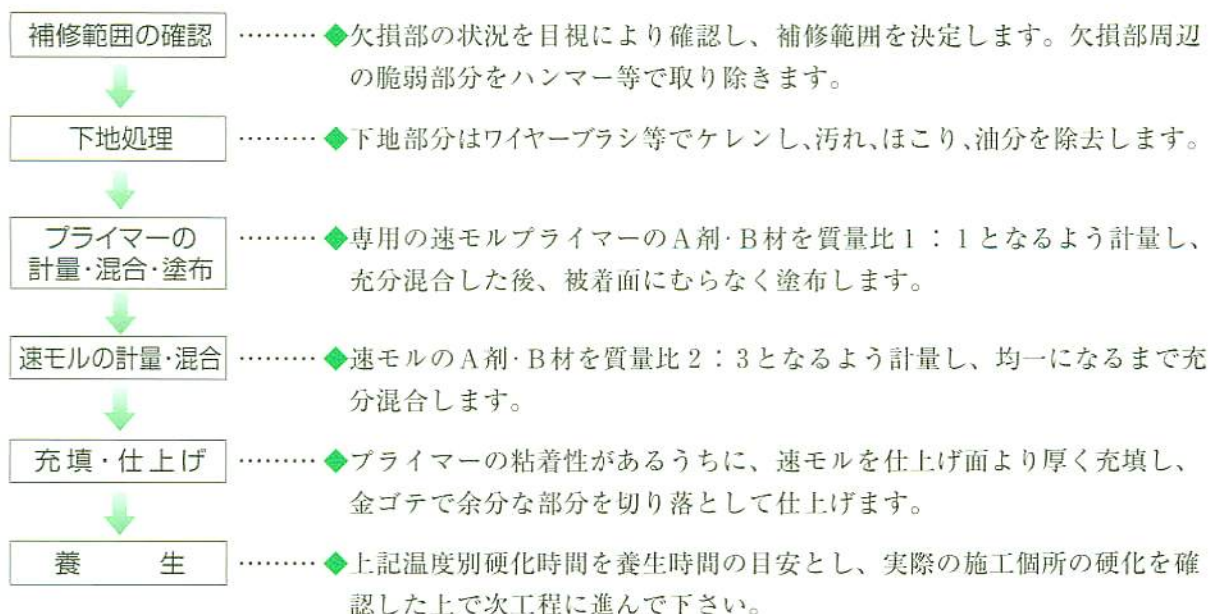 補修範囲の確認 ……… ◆欠損部の状況を目視により確認し、補修範囲を決定します。欠損部周辺
の脆弱部分をハンマー等で取り除きます。
下地処理 ……… ◆下地部分はワイヤーブラシ等でケレンし、汚れ、ほこり、油分を除去します。
プライマーの
計量・混合・塗布 ……… ◆専用の速モルプライマーのA剤・B材を質量比1：1となるよう計量し、
充分混合した後、被着面にむらなく塗布します。
速モルの計量・混合 ……… ◆速モルのA剤・B材を質量比2：3となるよう計量し、均一になるまで充
分混合します。
充填・仕上げ ……… ◆プライマーの粘着性があるうちに、速モルを仕上げ面より厚く充填し、
金ゴテで余分な部分を切り落として仕上げます。
養　　生 ……… ◆上記温度別硬化時間を養生時間の目安とし、実際の施工個所の硬化を確
認した上で次工程に進んで下さい。